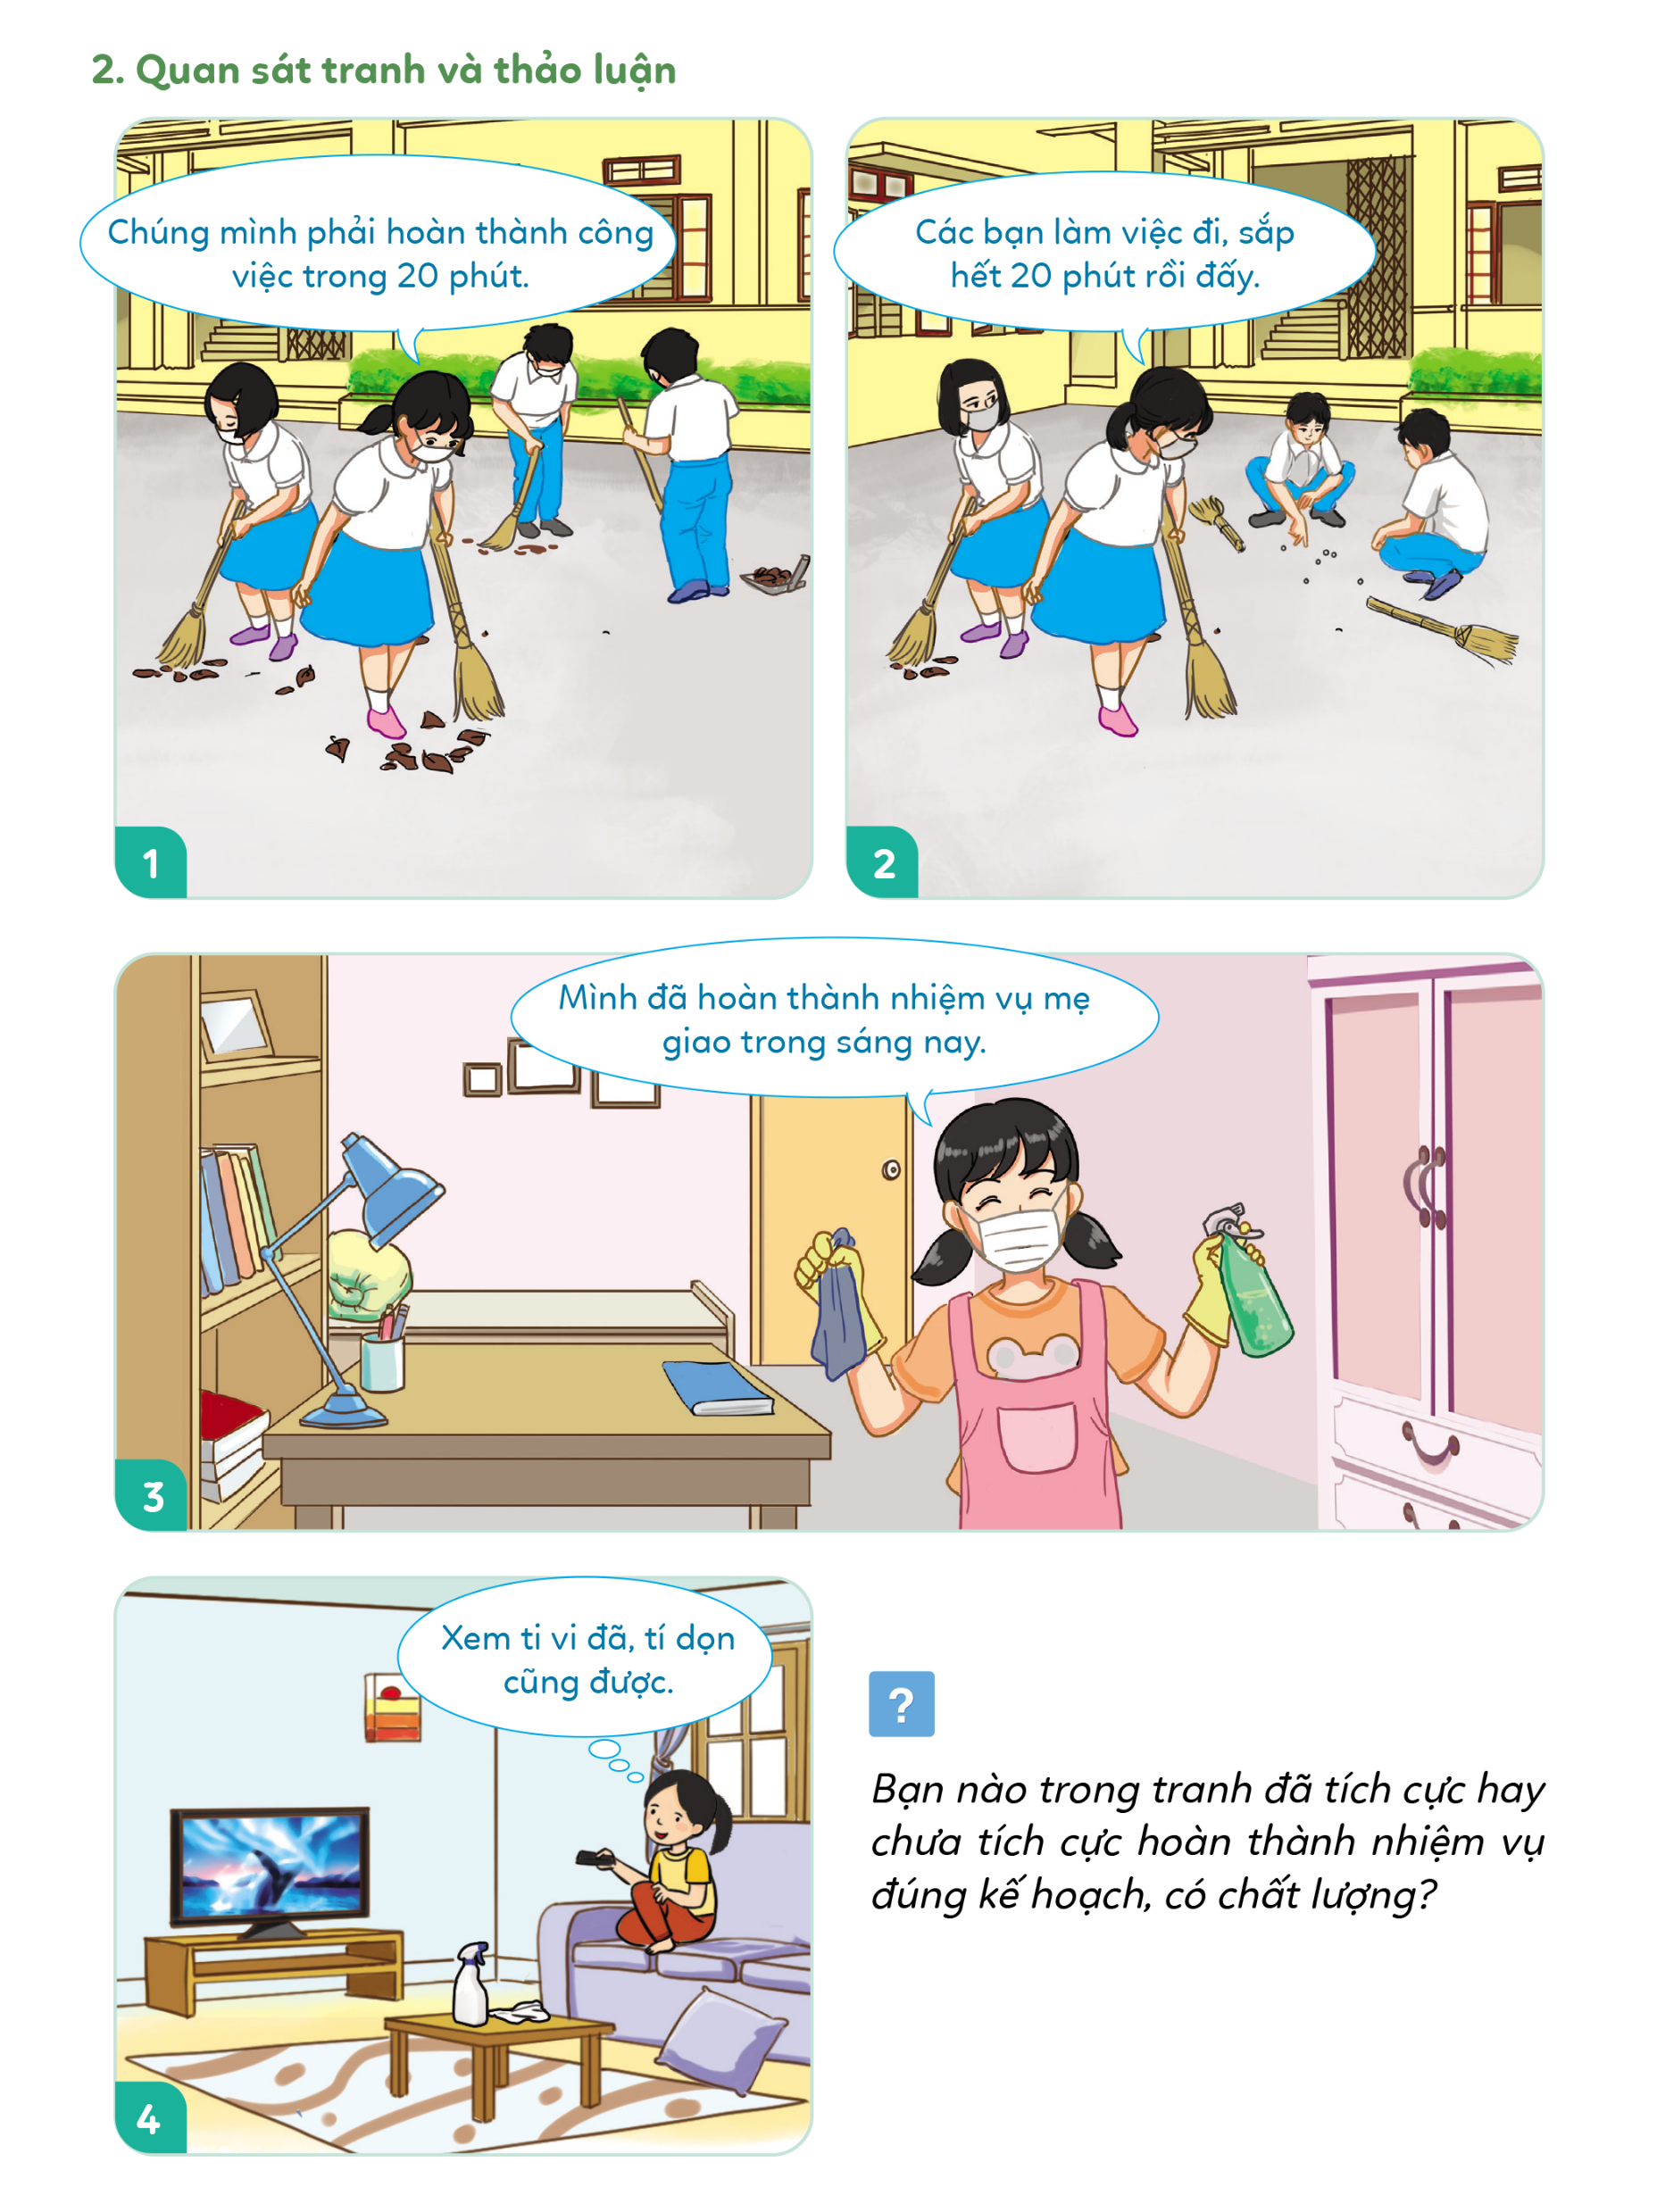 2. Quan sát tranh và thảo luận
Chúng mình phải hoàn thành công
việc trong 20 phút.
Các bạn làm việc đi, sắp
hết 20 phút rồi đấy.
1
2
Mình đã hoàn thành nhiệm vụ mẹ
giao trong sáng nay.
3
Xem ti vi đã, tí dọn
cũng được.
4
?
Bạn nào trong tranh đã tích cực hay
chưa tích cực hoàn thành nhiệm vụ
đúng kế hoạch, có chất lượng?